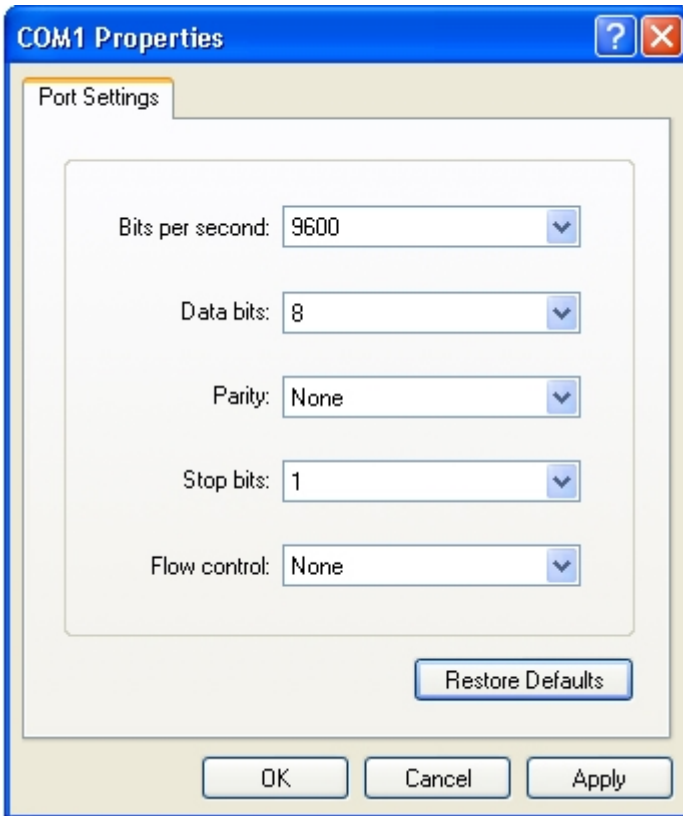 COM1 Properties
Port Settings
Bits per second: 9600
Data bits: 8
Parity: None
Stop bits: 1
Flow control: None
Restore Defaults
OK Cancel Apply